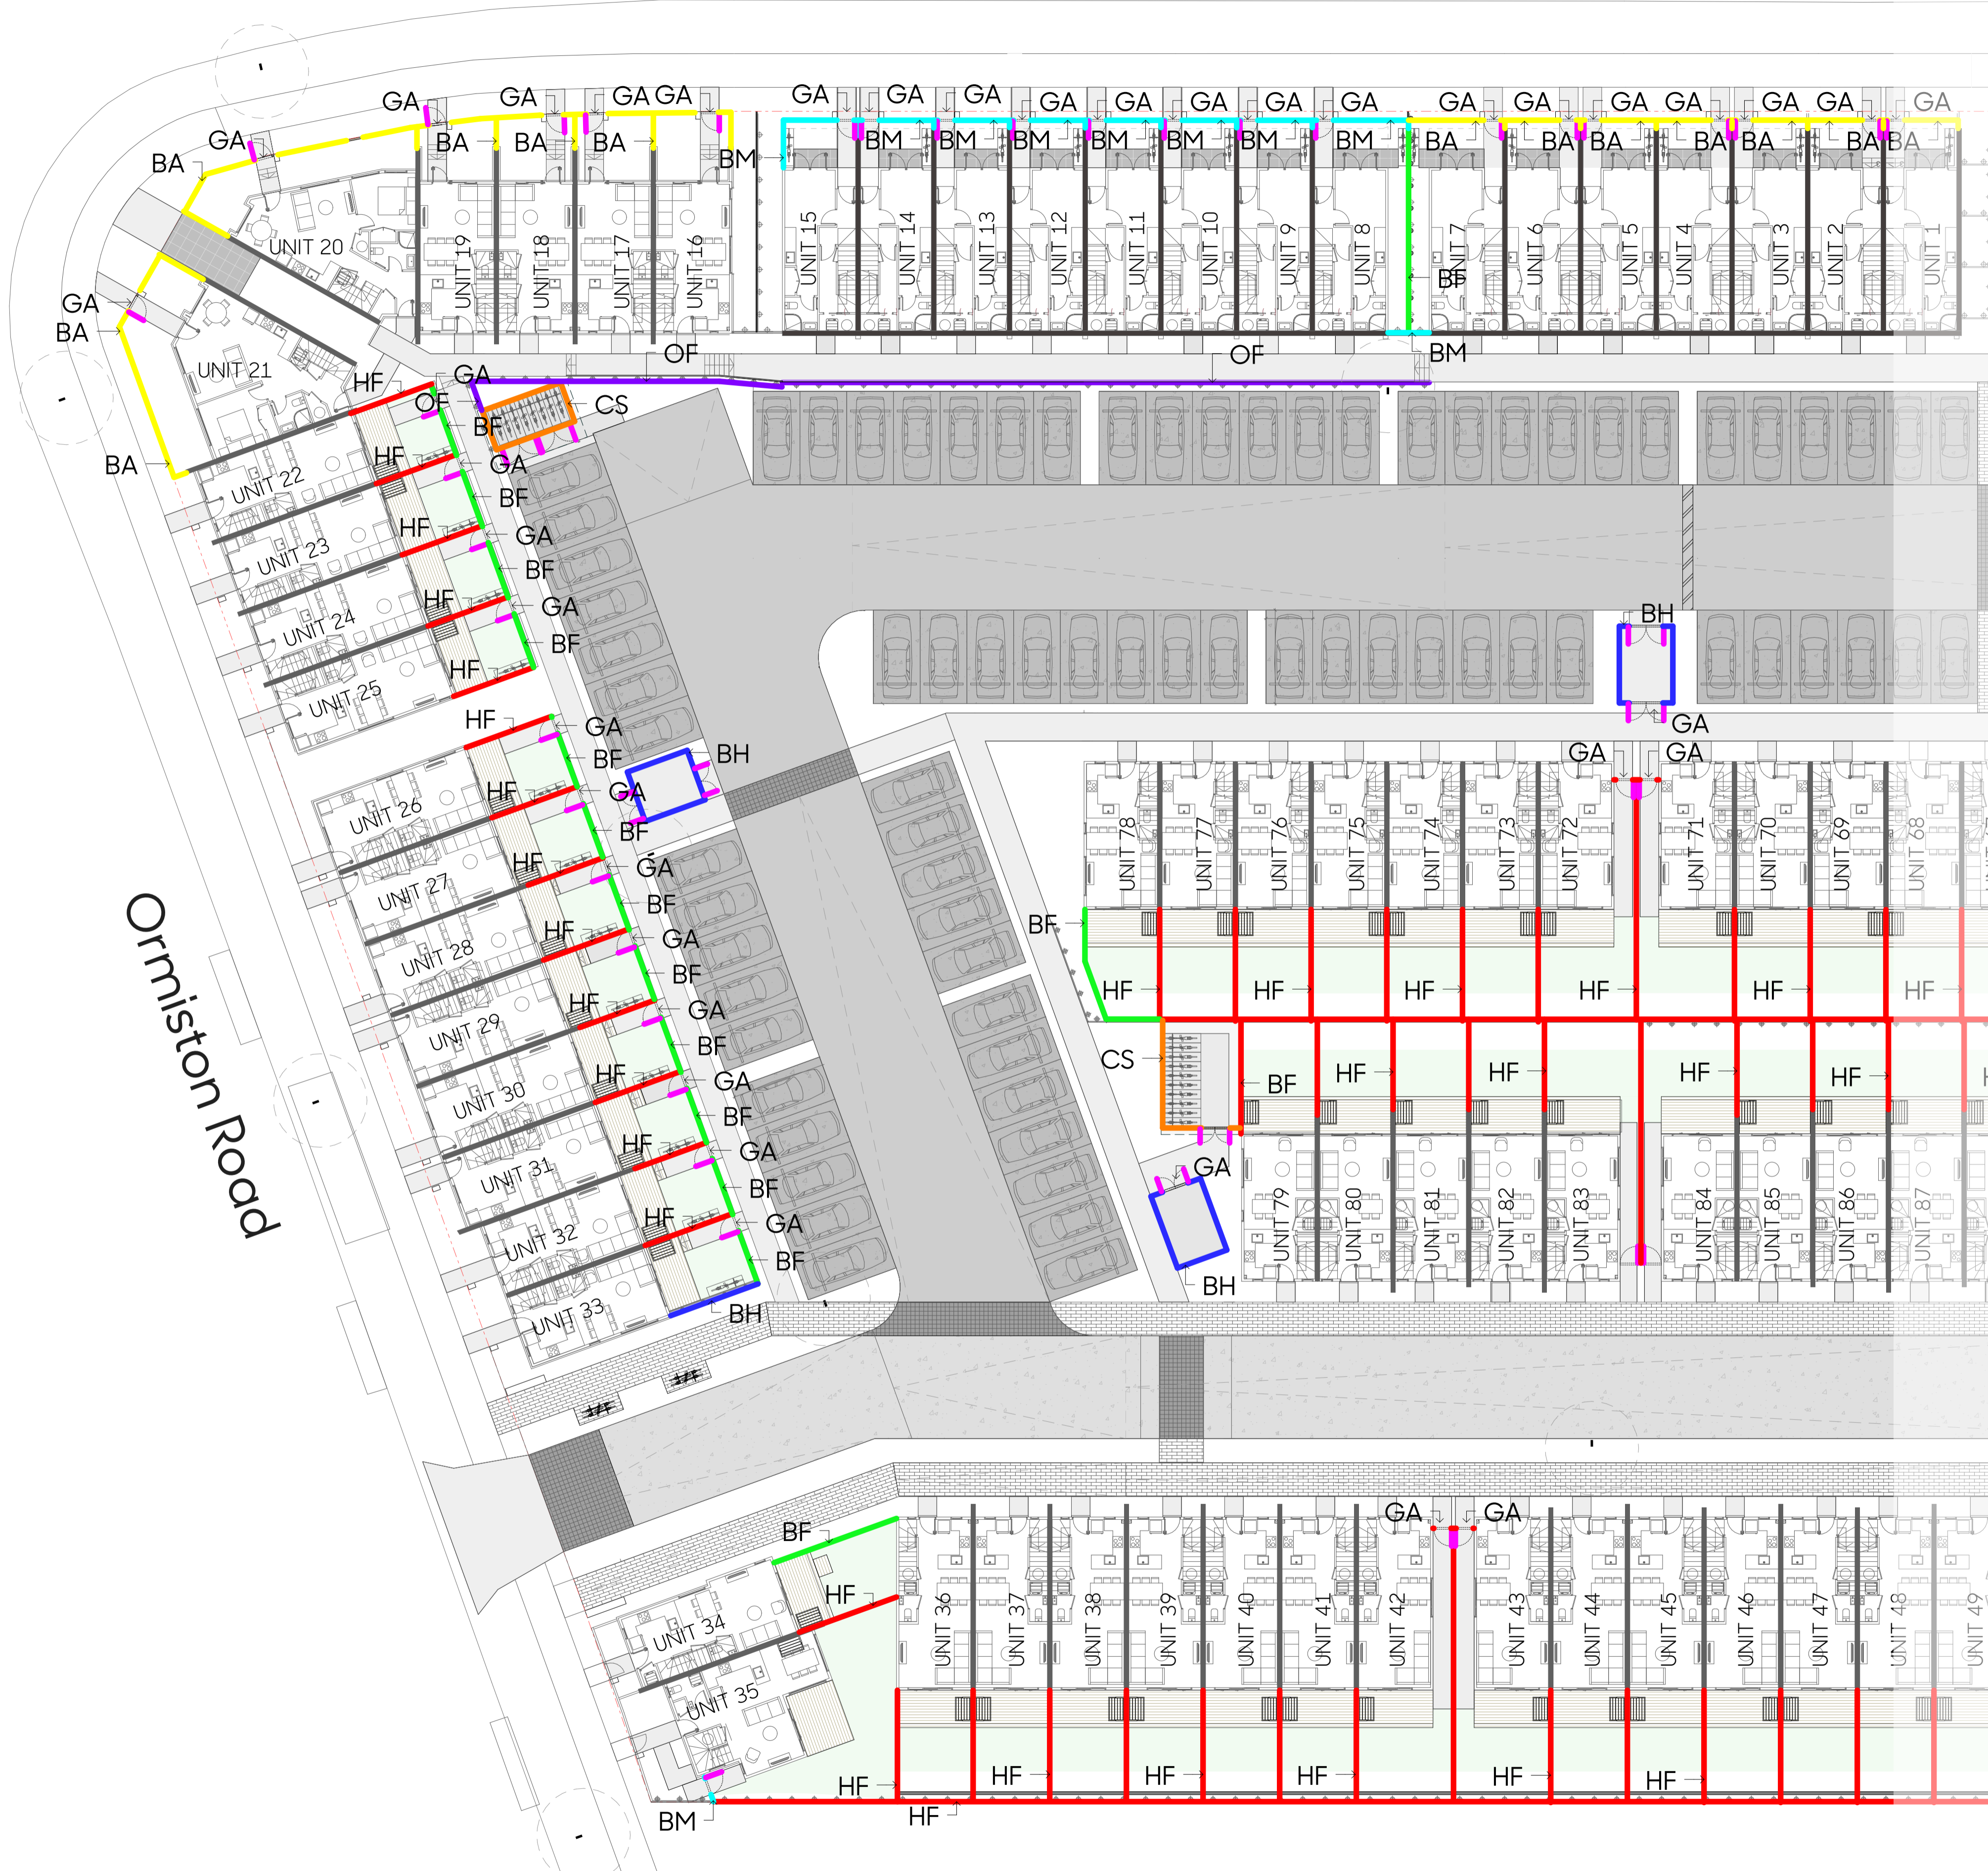 GA GA GA GA GA GA GA GA GA GA GA GA GA GA GA GA GA GA
GA
BA
BA BA BA
BM
BM BM BM BM BM BM BM
BA BA BA BA BA
UNIT 20
UNIT 19
UNIT 18
UNIT 17
UNIT 16
UNIT 15
UNIT 14
UNIT 13
UNIT 12
UNIT 11
UNIT 10
UNIT 9
UNIT 8
UNIT 7
UNIT 6
UNIT 5
UNIT 4
UNIT 3
UNIT 2
UNIT 1
BF
GA
BA
OF
OF
BM
UNIT 21
HF
GA
OF
CS
BF
BA
HF
GA
UNIT 22
BF
HF
GA
UNIT 23
BF
HF
GA
UNIT 24
BF
HF
UNIT 25
BH
GA
HF
GA
BF
BH
HF
GA
UNIT 26
BF
HF
GA
UNIT 27
BF
HF
GA
UNIT 28
BF
HF
GA
UNIT 29
BF
HF
GA
UNIT 30
BF
HF
GA
UNIT 31
BF
HF
GA
UNIT 32
BF
UNIT 33
BH
Ormiston Road
GA GA
UNIT 78
UNIT 77
UNIT 76
UNIT 75
UNIT 74
UNIT 73
UNIT 72
UNIT 71
UNIT 70
UNIT 69
UNIT 68
BF
HF HF HF HF HF HF
CS
BF
HF HF HF HF
GA
UNIT 79
UNIT 80
UNIT 81
UNIT 82
UNIT 83
UNIT 84
UNIT 85
UNIT 86
UNIT 87
BH
GA GA
BF
HF
UNIT 34
UNIT 35
UNIT 36
UNIT 37
UNIT 38
UNIT 39
UNIT 40
UNIT 41
UNIT 42
UNIT 43
UNIT 44
UNIT 45
UNIT 46
UNIT 47
UNIT 48
UNIT 49
HF HF HF HF HF HF
BM
HF